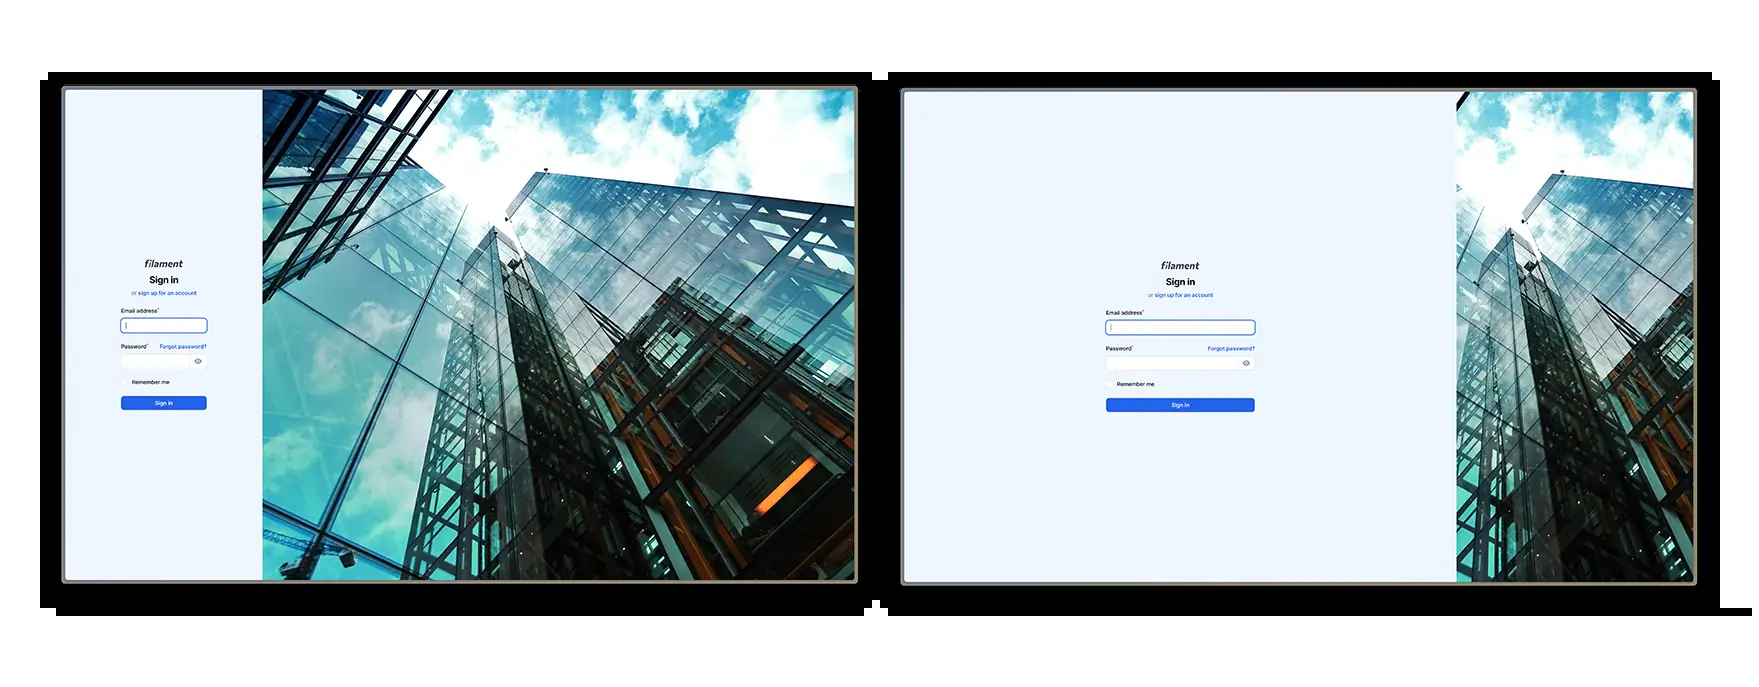 filament
Sign in
or sign up for an account
Email address*
Password* Forgot password?
Remember me
Sign in
filament
Sign in
or sign up for an account
Email address*
Password* Forgot password?
Remember me
Sign in